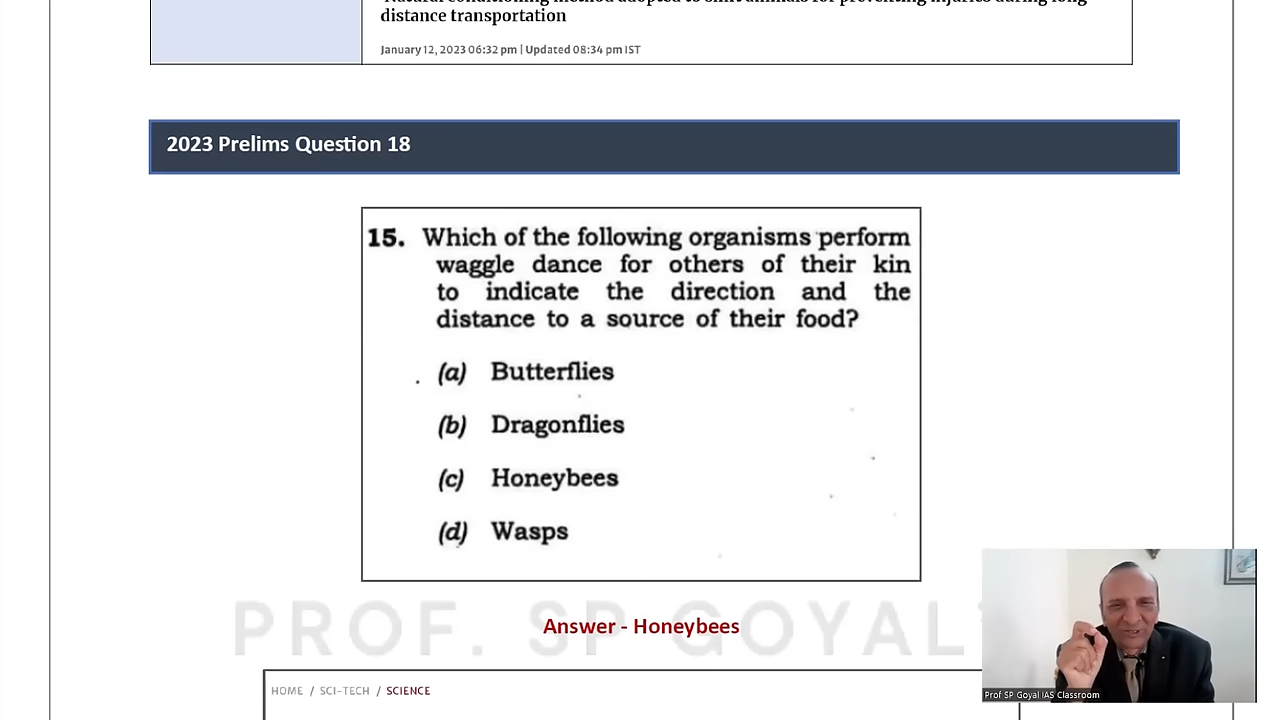 distance transportation
January 12, 2023 06:32 pm | Updated 08:34 pm IST
2023 Prelims Question 18
15. Which of the following organisms perform
waggle dance for others of their kin
to indicate the direction and the
distance to a source of their food?
(a) Butterflies
(b) Dragonflies
(c) Honeybees
(d) Wasps
PROF. SP GOYAL'
Answer - Honeybees
HOME / SCI-TECH / SCIENCE
Prof SP Goyal IAS Classroom